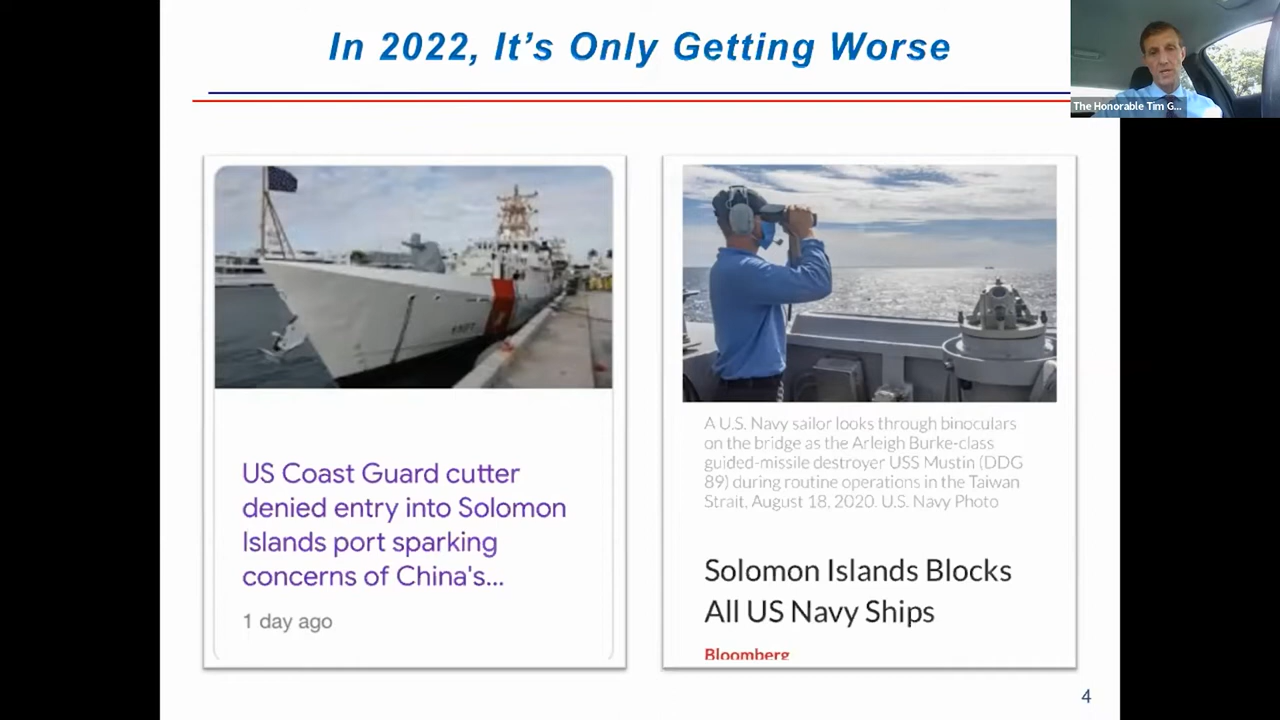 In 2022, It's Only Getting Worse
The Honorable Tim G...
US Coast Guard cutter
denied entry into Solomon
Islands port sparking
concerns of China's...
1 day ago
A U.S. Navy sailor looks through binoculars
on the bridge as the Arleigh Burke-class
guided-missile destroyer USS Mustin (DDG
89) during routine operations in the Taiwan
Strait, August 18, 2020. U.S. Navy Photo
Solomon Islands Blocks
All US Navy Ships
Bloomberg
4